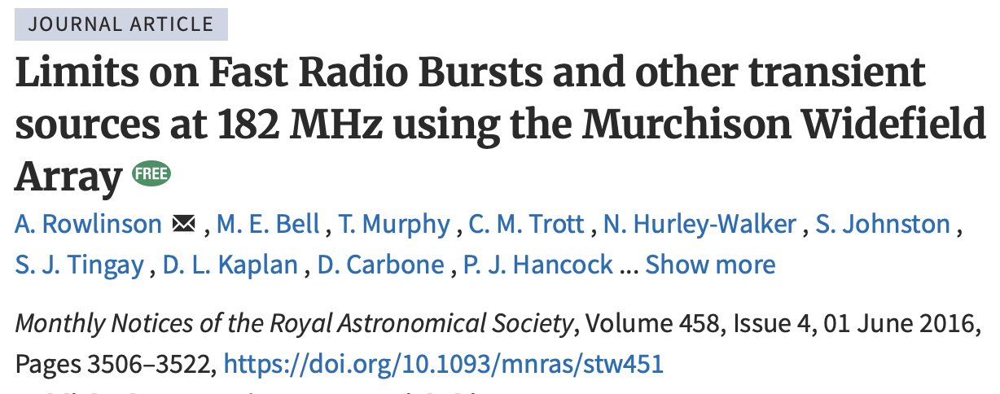 JOURNAL ARTICLE
Limits on Fast Radio Bursts and other transient
sources at 182 MHz using the Murchison Widefield
Array FREE
A. Rowlinson , M. E. Bell , T. Murphy , C. M. Trott , N. Hurley-Walker , S. Johnston ,
S. J. Tingay , D. L. Kaplan , D. Carbone , P. J. Hancock ... Show more
Monthly Notices of the Royal Astronomical Society, Volume 458, Issue 4, 01 June 2016,
Pages 3506–3522, https://doi.org/10.1093/mnras/stw451